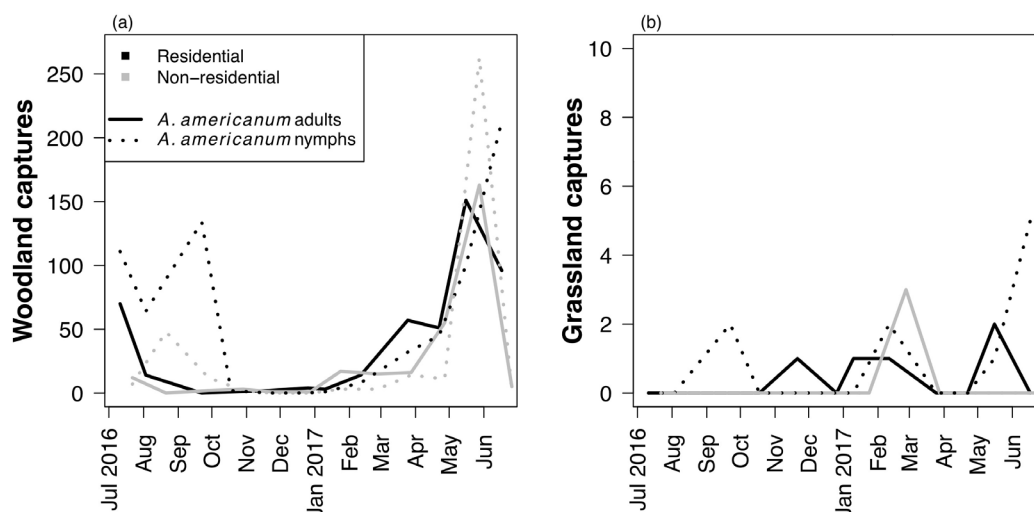 (a)
Woodland captures
250
200
150
100
50
0
Residential
Non-residential
A. americanum adults
A. americanum nymphs
Jul 2016
Aug
Sep
Oct
Nov
Dec
Jan 2017
Feb
Mar
Apr
May
Jun
(b)
Grassland captures
10
8
6
4
2
0
Jul 2016
Aug
Sep
Oct
Nov
Dec
Jan 2017
Feb
Mar
Apr
May
Jun